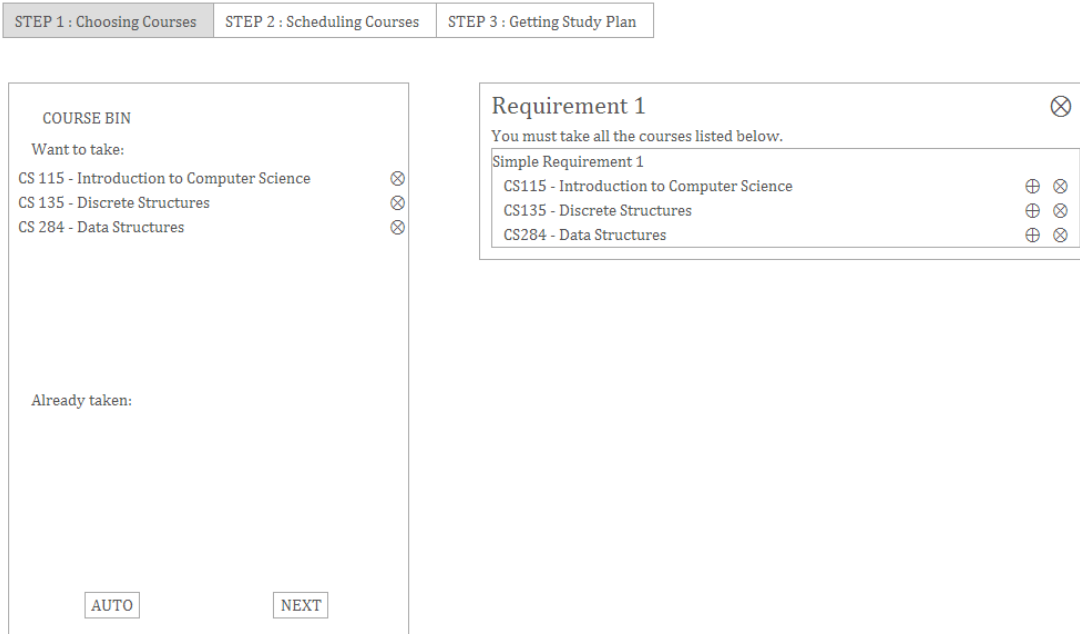 STEP 1 : Choosing Courses
STEP 2 : Scheduling Courses
STEP 3 : Getting Study Plan
COURSE BIN
Want to take:
CS 115 - Introduction to Computer Science
CS 135 - Discrete Structures
CS 284 - Data Structures
Already taken:
AUTO
NEXT
Requirement 1
You must take all the courses listed below.
Simple Requirement 1
CS115 - Introduction to Computer Science
CS135 - Discrete Structures
CS284 - Data Structures